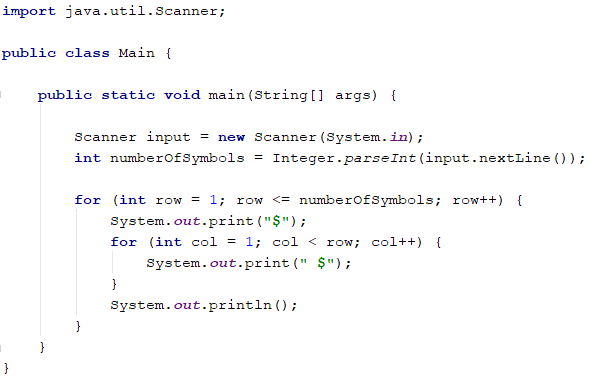 import java.util.Scanner;
public class Main {
public static void main(String[] args) {
Scanner input = new Scanner(System.in);
int numberOfSymbols = Integer.parseInt(input.nextLine());
for (int row = 1; row <= numberOfSymbols; row++) {
System.out.print("$");
for (int col = 1; col < row; col++) {
System.out.print(" $");
}
System.out.println();
}
}
}